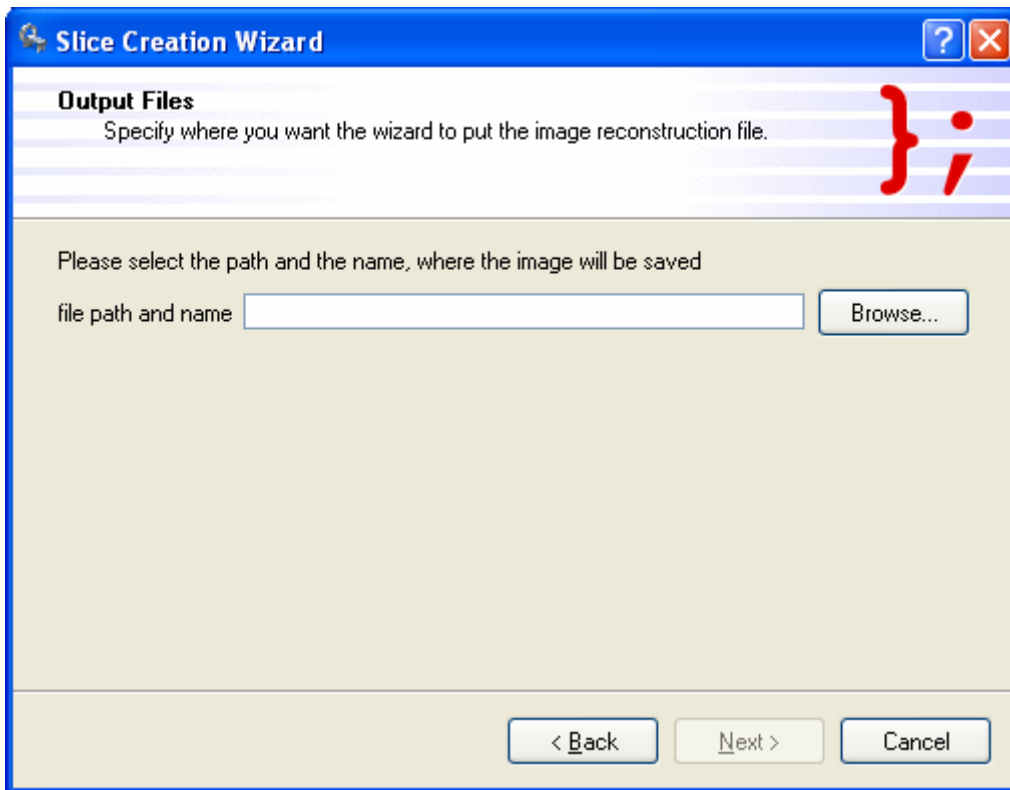 Slice Creation Wizard
Output Files
Specify where you want the wizard to put the image reconstruction file.
};
Please select the path and the name, where the image will be saved
file path and name Browse...
< Back Next > Cancel